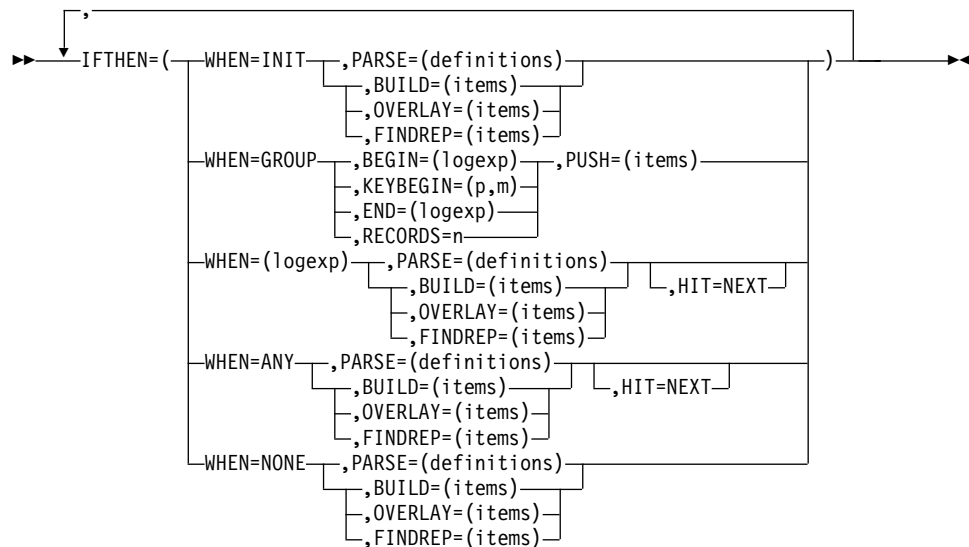 ,
IFTHEN=( WHEN=INIT ,PARSE=(definitions) )
,BUILD=(items)
,OVERLAY=(items)
,FINDREP=(items)
WHEN=GROUP ,BEGIN=(logexp) ,PUSH=(items)
,KEYBEGIN=(p,m)
,END=(logexp)
,RECORDS=n
WHEN=(logexp) ,PARSE=(definitions)
,BUILD=(items) ,HIT=NEXT
,OVERLAY=(items)
,FINDREP=(items)
WHEN=ANY ,PARSE=(definitions)
,BUILD=(items) ,HIT=NEXT
,OVERLAY=(items)
,FINDREP=(items)
WHEN=NONE ,PARSE=(definitions)
,BUILD=(items)
,OVERLAY=(items)
,FINDREP=(items)